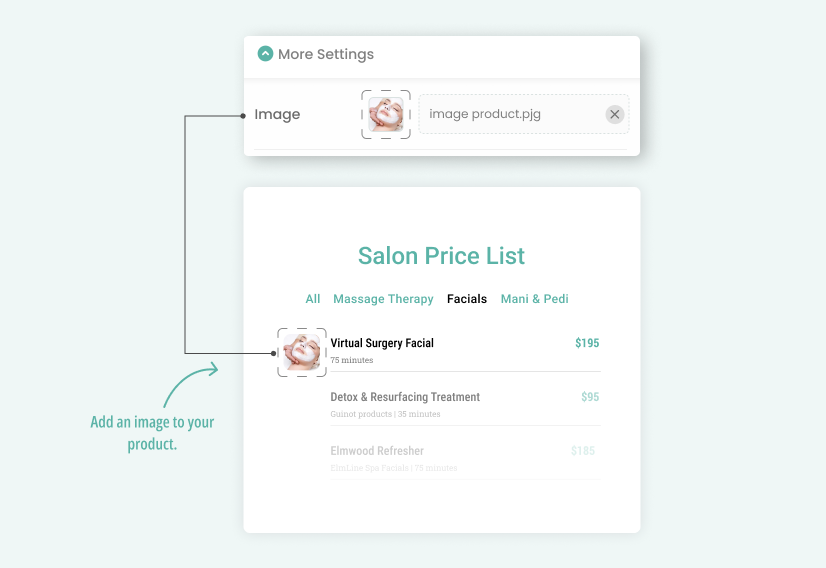 More Settings
Image
image product.pjg
Salon Price List
All Massage Therapy Facials Mani & Pedi
Virtual Surgery Facial $195
75 minutes
Detox & Resurfacing Treatment $95
Guinot products | 35 minutes
Elmwood Refresher $185
ElmLine Spa Facials | 75 minutes
Add an image to your
product.